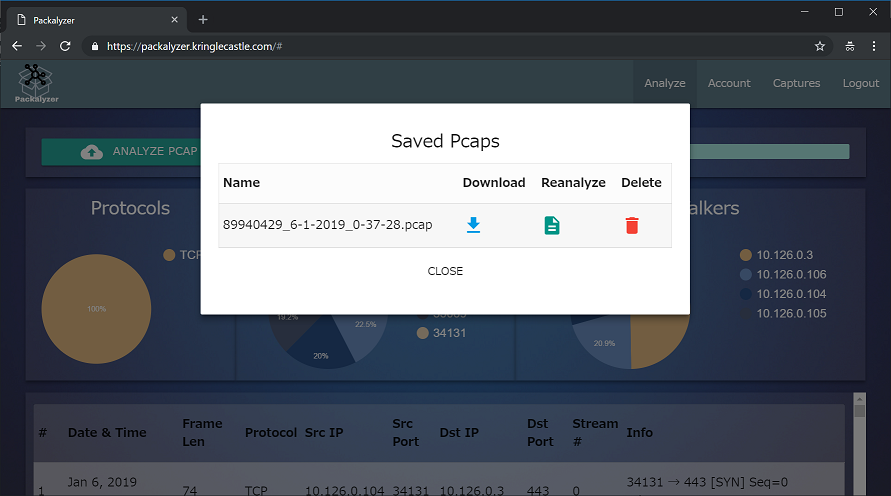 Packalyzer
https://packalyzer.kringlecastle.com/#
Packalyzer
Analyze
Account
Captures
Logout
ANALYZE PCAP
Saved Pcaps
Name Download Reanalyze Delete
89940429_6-1-2019_0-37-28.pcap
CLOSE
Protocols
TCP
100%
19.2%
22.5%
20%
34131
alkers
20.9%
10.126.0.3
10.126.0.106
10.126.0.104
10.126.0.105
# Date & Time Frame Len Protocol Src IP Src Port Dst IP Dst Port Stream # Info
1 Jan 6, 2019 74 TCP 10.126.0.104 34131 10.126.0.3 443 0 34131 → 443 [SYN] Seq=0